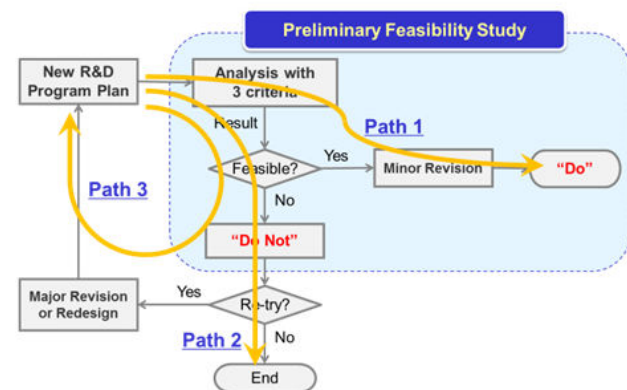 Preliminary Feasibility Study
New R&D
Program Plan
Analysis with
3 criteria
Result
Path 1
Feasible?
Yes
Minor Revision
“Do”
Path 3
No
“Do Not”
Major Revision
or Redesign
Yes
Re-try?
Path 2
No
End